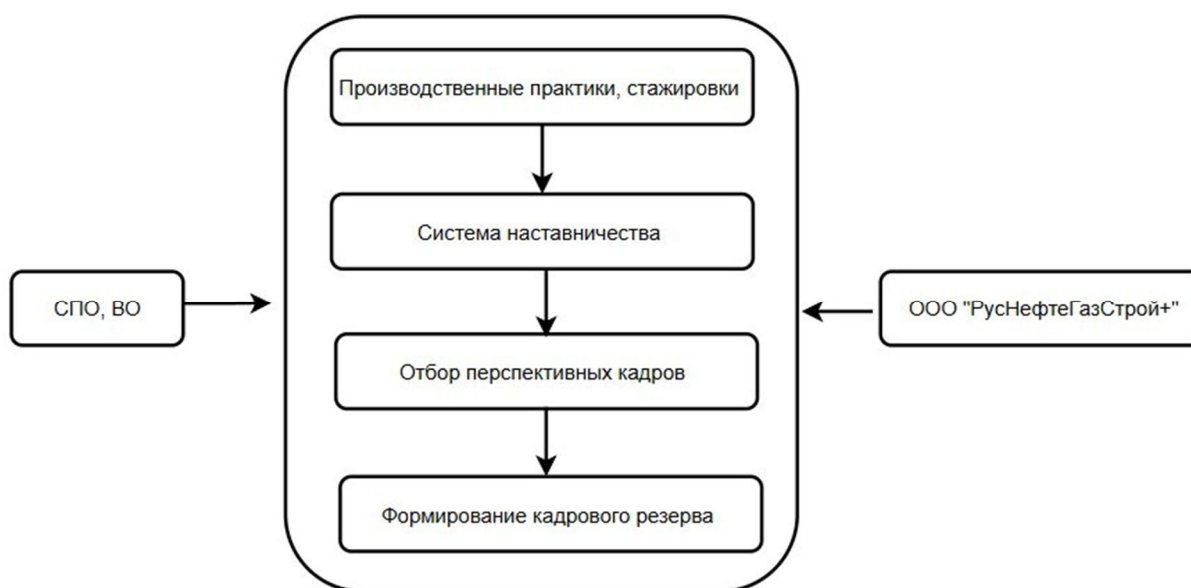 Производственные практики, стажировки
Система наставничества
СПО, ВО
ООО "РусНефтеГазСтрой+"
Отбор перспективных кадров
Формирование кадрового резерва